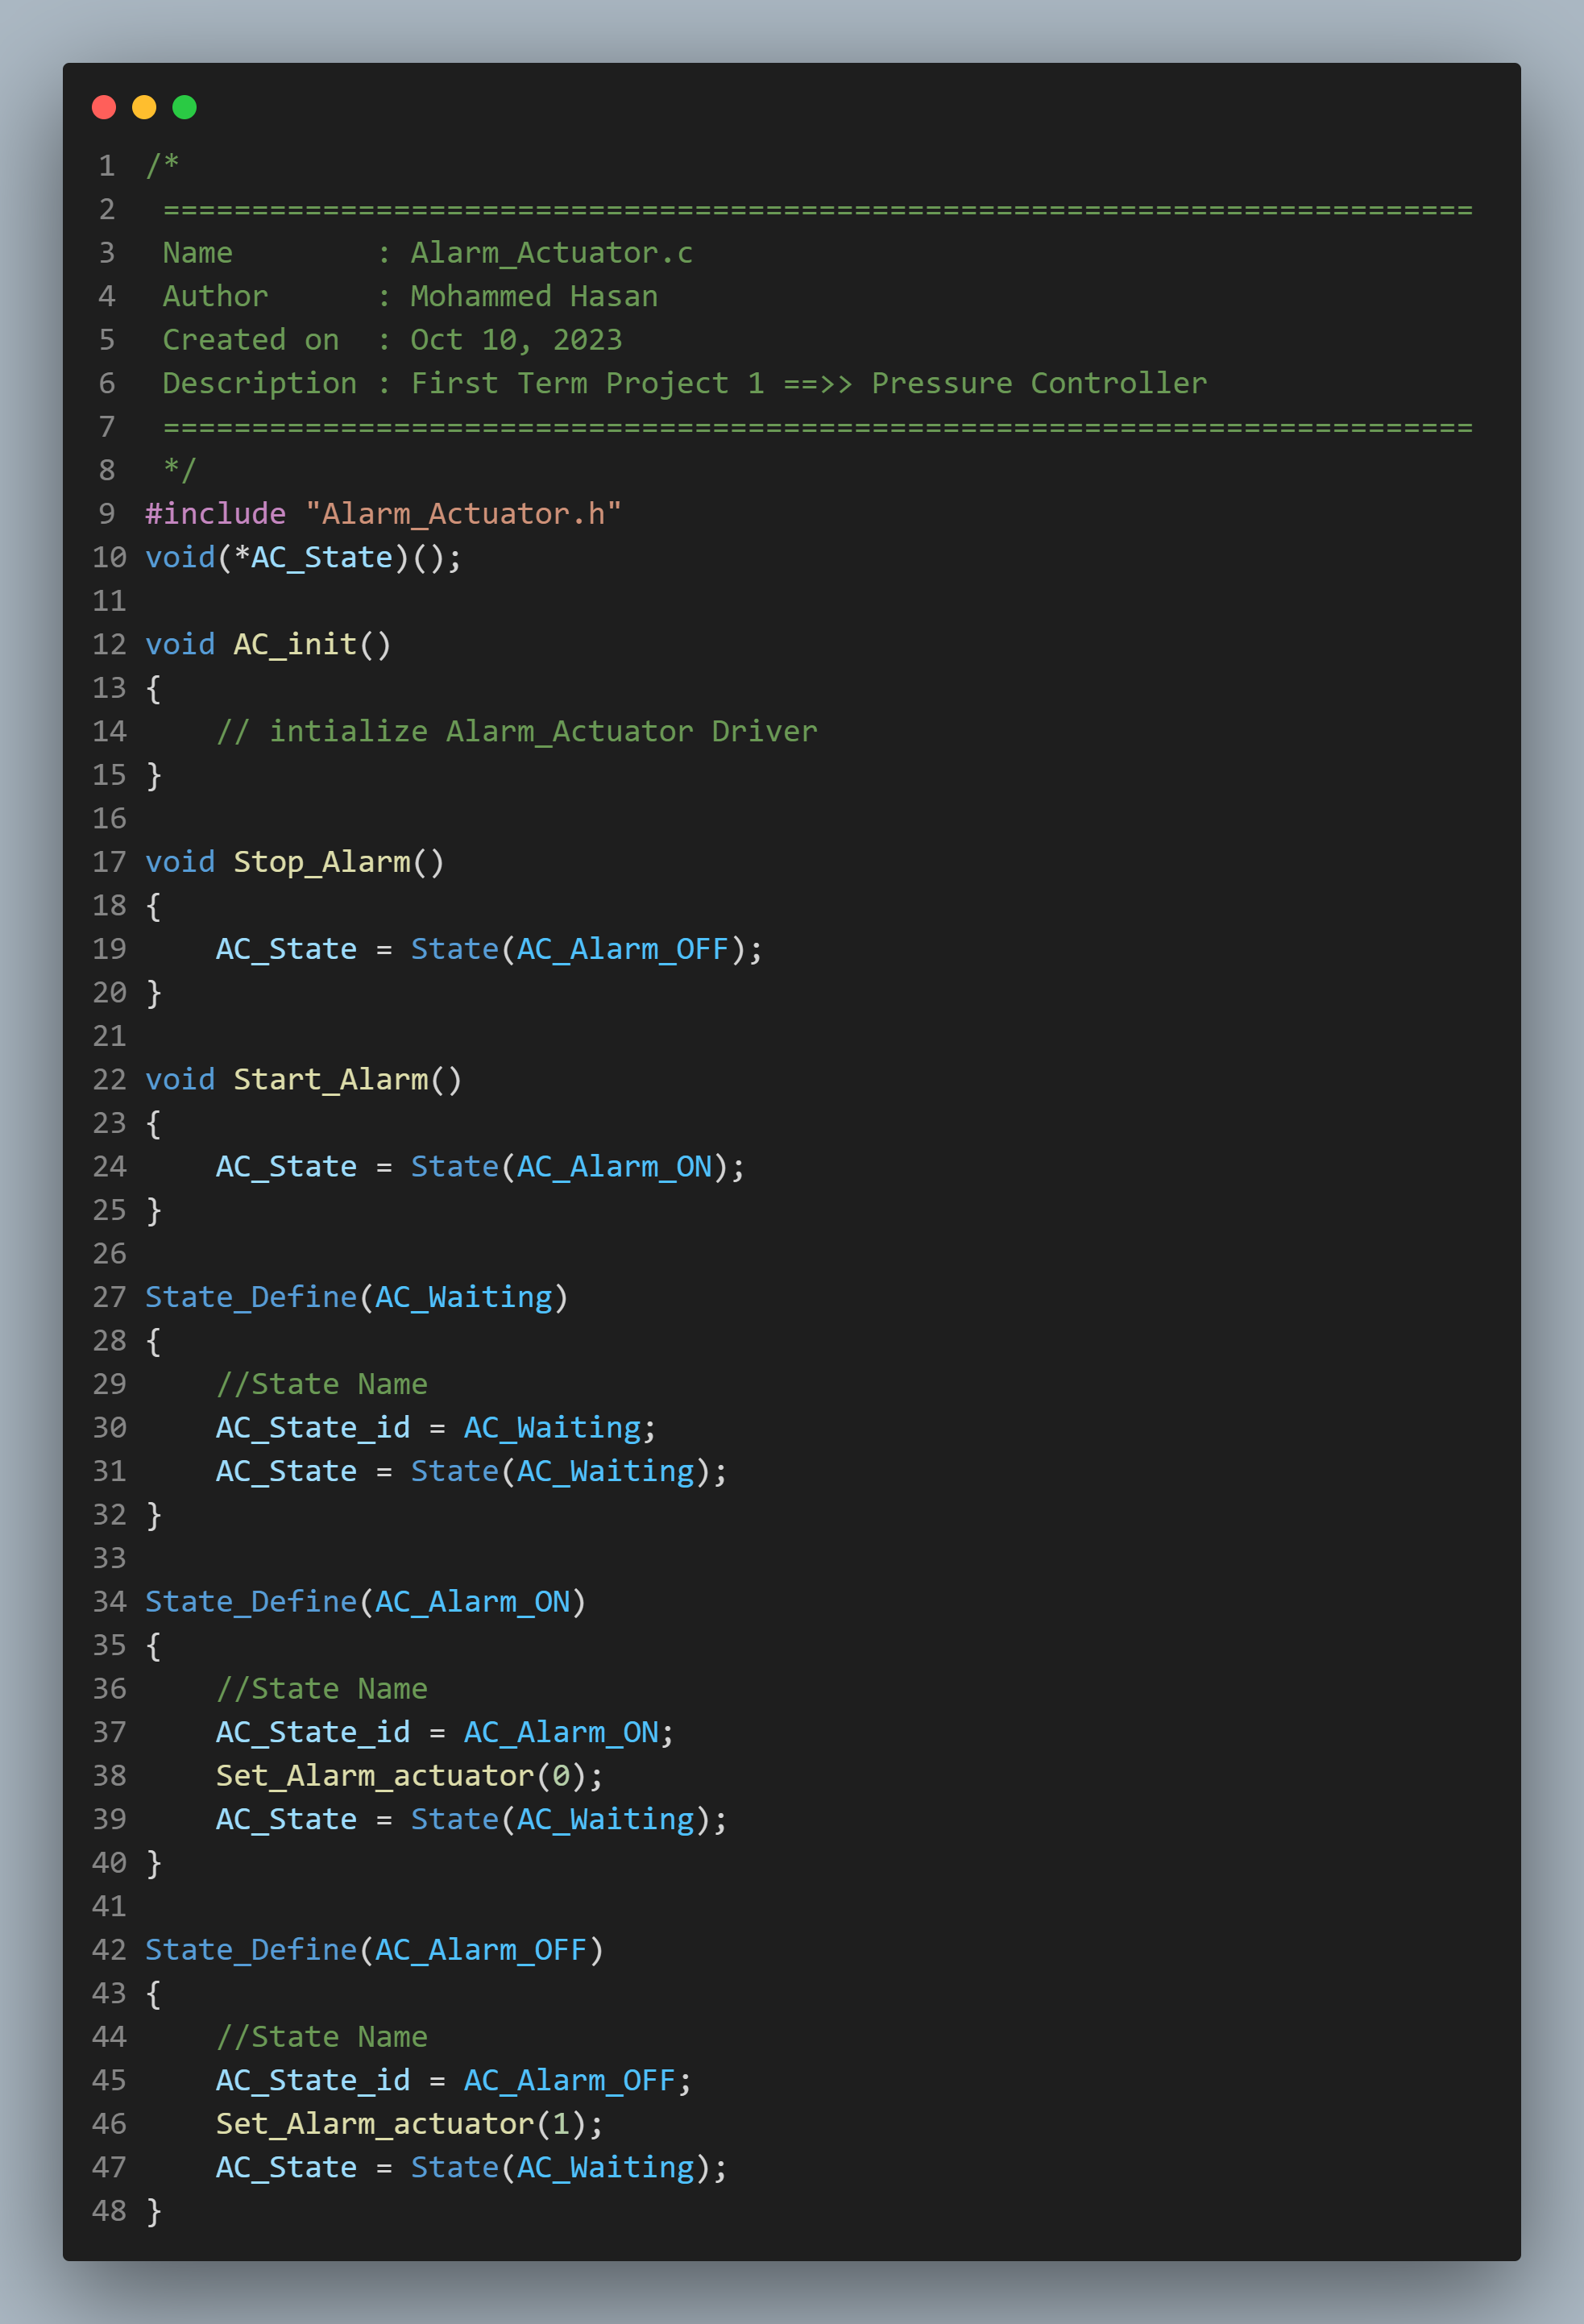 1 /*
2  ==========================================================================
3  Name        : Alarm_Actuator.c
4  Author      : Mohammed Hasan
5  Created on  : Oct 10, 2023
6  Description : First Term Project 1 ==>> Pressure Controller
7  ==========================================================================
8  */
9 #include "Alarm_Actuator.h"
10 void(*AC_State)();
11
12 void AC_init()
13 {
14     // intialize Alarm_Actuator Driver
15 }
16
17 void Stop_Alarm()
18 {
19     AC_State = State(AC_Alarm_OFF);
20 }
21
22 void Start_Alarm()
23 {
24     AC_State = State(AC_Alarm_ON);
25 }
26
27 State_Define(AC_Waiting)
28 {
29     //State Name
30     AC_State_id = AC_Waiting;
31     AC_State = State(AC_Waiting);
32 }
33
34 State_Define(AC_Alarm_ON)
35 {
36     //State Name
37     AC_State_id = AC_Alarm_ON;
38     Set_Alarm_actuator(0);
39     AC_State = State(AC_Waiting);
40 }
41
42 State_Define(AC_Alarm_OFF)
43 {
44     //State Name
45     AC_State_id = AC_Alarm_OFF;
46     Set_Alarm_actuator(1);
47     AC_State = State(AC_Waiting);
48 }